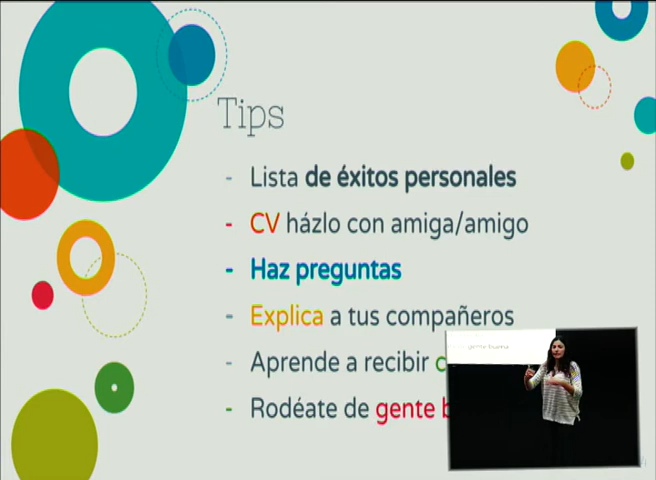 Tips
- Lista de éxitos personales
- CV házlo con amiga/amigo
- Haz preguntas
- Explica a tus compañeros
- Aprende a recibir
- Rodéate de gente